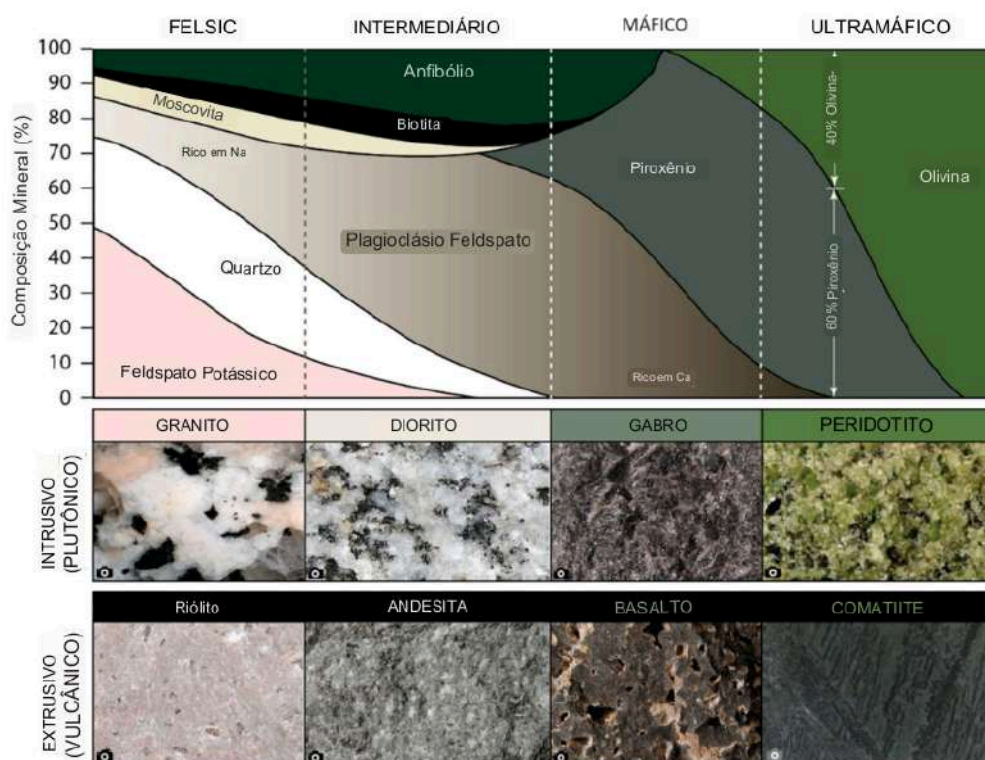 FELSIC INTERMEDIÁRIO MÁFICO ULTRAMÁFICO
Composição Mineral (%)
100
90
80
70
60
50
40
30
20
10
0
Anfibólio
Moscovita
Biotita
Rico em Na
Piroxênio
40% Olivina-
Olivina
Plagioclásio Feldspato
Quartzo
60% Piroxênio
Feldspato Potássico
Rico em Ca
INTRUSIVO
(PLUTÔNICO)
GRANITO DIORITO GABRO PERIDOTITO
EXTRUSIVO
(VULCÂNICO)
Riólito ANDESITA BASALTO COMATIITE